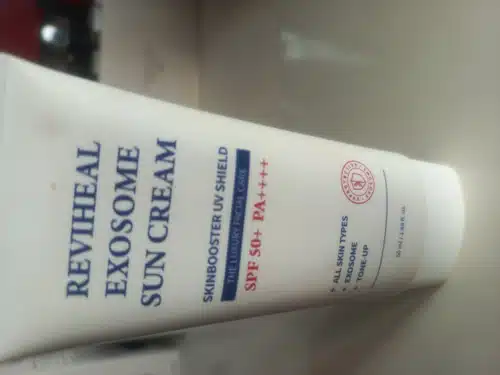 REVIHEAL
EXOSOME
SUN CREAM
SKINBOOSTER UV SHIELD
THE LUXURY FACIAL CARE
SPF 50+ PA++++
+ ALL SKIN TYPES
+ EXOSOME
+ TONE-UP